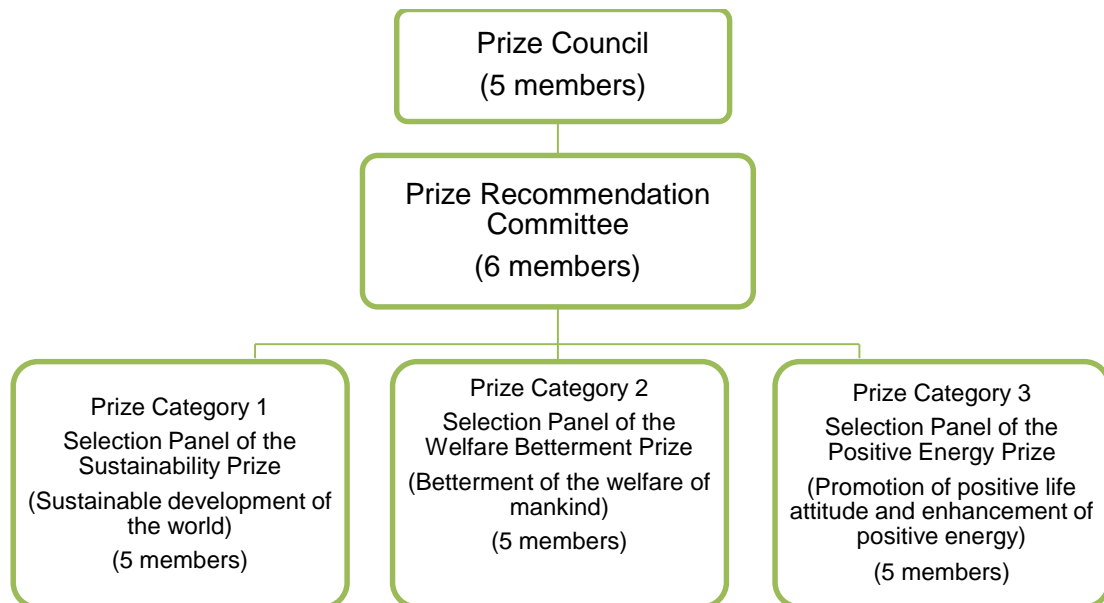 Prize Council
(5 members)
Prize Recommendation
Committee
(6 members)
Prize Category 1
Selection Panel of the
Sustainability Prize
(Sustainable development of
the world)
(5 members)
Prize Category 2
Selection Panel of the
Welfare Betterment Prize
(Betterment of the welfare of
mankind)
(5 members)
Prize Category 3
Selection Panel of the
Positive Energy Prize
(Promotion of positive life
attitude and enhancement of
positive energy)
(5 members)